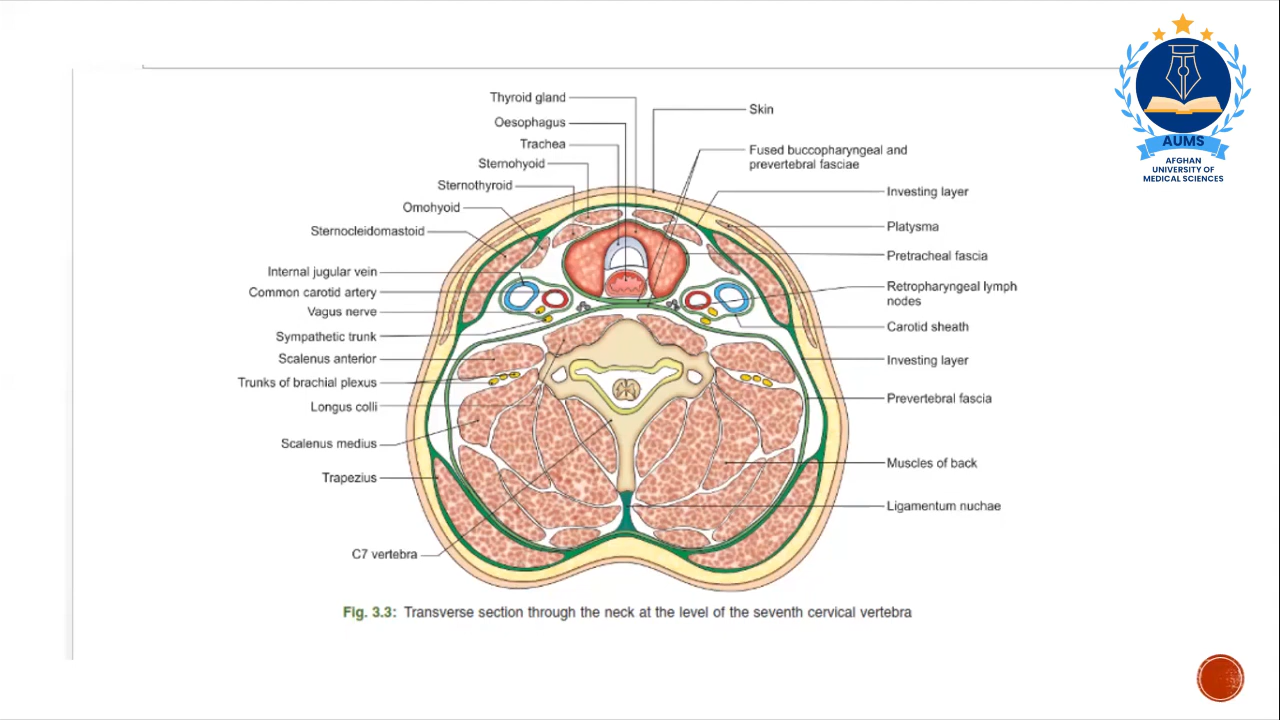 Thyroid gland
Oesophagus
Trachea
Sternohyoid
Sternothyroid
Omohyoid
Sternocleidomastoid
Internal jugular vein
Common carotid artery
Vagus nerve
Sympathetic trunk
Scalenus anterior
Trunks of brachial plexus
Longus colli
Scalenus medius
Trapezius
C7 vertebra
Skin
Fused buccopharyngeal and
prevertebral fasciae
Investing layer
Platysma
Pretracheal fascia
Retropharyngeal lymph
nodes
Carotid sheath
Investing layer
Prevertebral fascia
Muscles of back
Ligamentum nuchae
Fig. 3.3: Transverse section through the neck at the level of the seventh cervical vertebra
AUMS
AFGHAN
UNIVERSITY OF
MEDICAL SCIENCES